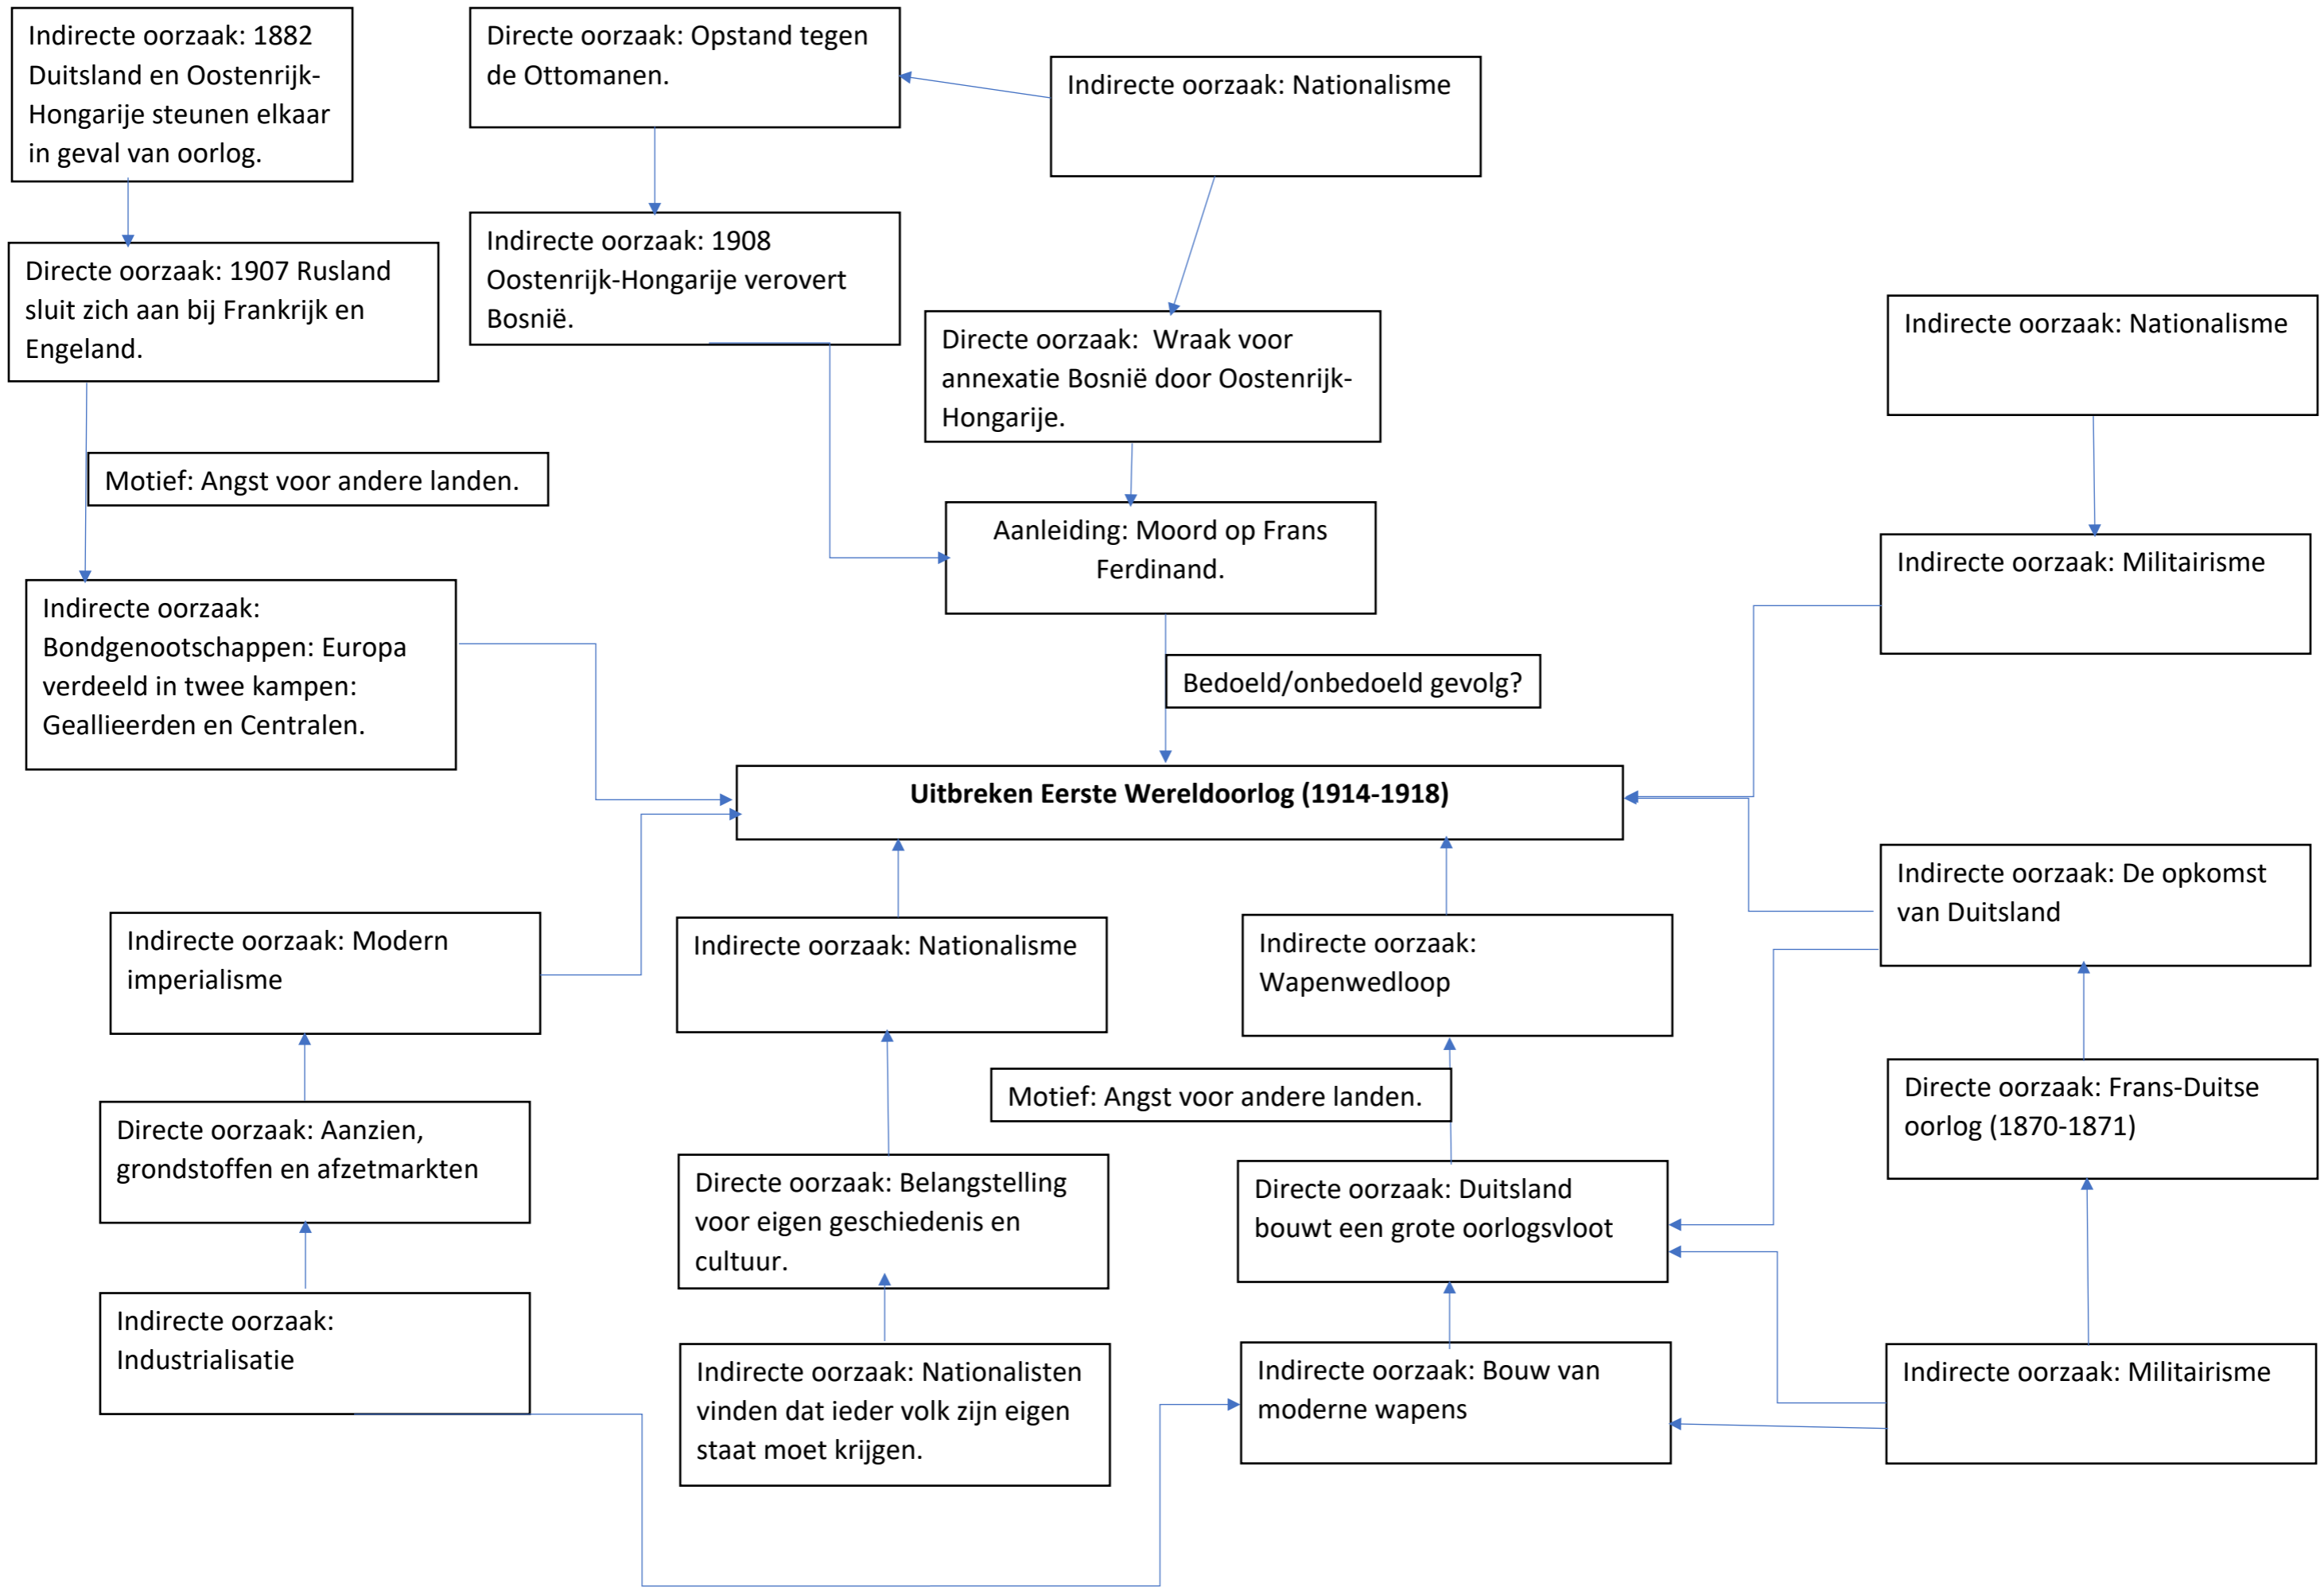 Indirecte oorzaak: 1882
Duitsland en Oostenrijk-
Hongarije steunen elkaar
in geval van oorlog.
Directe oorzaak: Opstand tegen
de Ottomanen.
Indirecte oorzaak: Nationalisme
Indirecte oorzaak: 1908
Oostenrijk-Hongarije verovert
Bosnië.
Directe oorzaak: 1907 Rusland
sluit zich aan bij Frankrijk en
Engeland.
Directe oorzaak:  Wraak voor
annexatie Bosnië door Oostenrijk-
Hongarije.
Indirecte oorzaak: Nationalisme
Motief: Angst voor andere landen.
Aanleiding: Moord op Frans
Ferdinand.
Indirecte oorzaak: Militairisme
Indirecte oorzaak:
Bondgenootschappen: Europa
verdeeld in twee kampen:
Geallieerden en Centralen.
Bedoeld/onbedoeld gevolg?
Uitbreken Eerste Wereldoorlog (1914-1918)
Indirecte oorzaak: De opkomst
van Duitsland
Indirecte oorzaak: Modern
imperialisme
Indirecte oorzaak: Nationalisme
Indirecte oorzaak:
Wapenwedloop
Motief: Angst voor andere landen.
Directe oorzaak: Frans-Duitse
oorlog (1870-1871)
Directe oorzaak: Aanzien,
grondstoffen en afzetmarkten
Directe oorzaak: Belangstelling
voor eigen geschiedenis en
cultuur.
Directe oorzaak: Duitsland
bouwt een grote oorlogsvloot
Indirecte oorzaak:
Industrialisatie
Indirecte oorzaak: Nationalisten
vinden dat ieder volk zijn eigen
staat moet krijgen.
Indirecte oorzaak: Bouw van
moderne wapens
Indirecte oorzaak: Militairisme